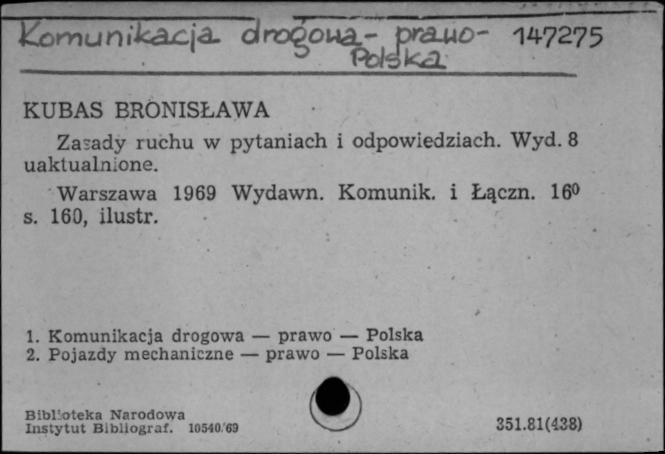 Komunikacja drogowa - prawo - 147275
Polska
KUBAS BRONISŁAWA
Zasady ruchu w pytaniach i odpowiedziach. Wyd. 8
uaktualnione.
Warszawa 1969 Wydawn. Komunik. i Łączn. 16⁰
s. 160, ilustr.
1. Komunikacja drogowa — prawo — Polska
2. Pojazdy mechaniczne — prawo — Polska
Biblioteka Narodowa
Instytut Bibliograf. 10540/69
351.81(438)